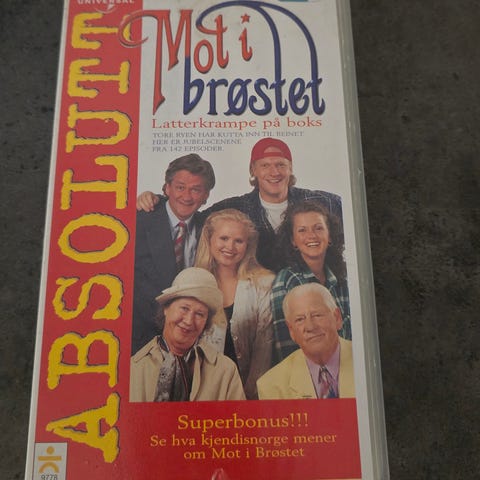 UNIVERSAL
ABSOLUTT
Mot i
brøstet
Latterkrampe på boks
TORE RYEN HAR KUTTA INN TIL BEINET.
HER ER JUBELSCENENE
FRA 142 EPISODER.
Superbonus!!!
Se hva kjendisnorge mener
om Mot i Brøstet
9778